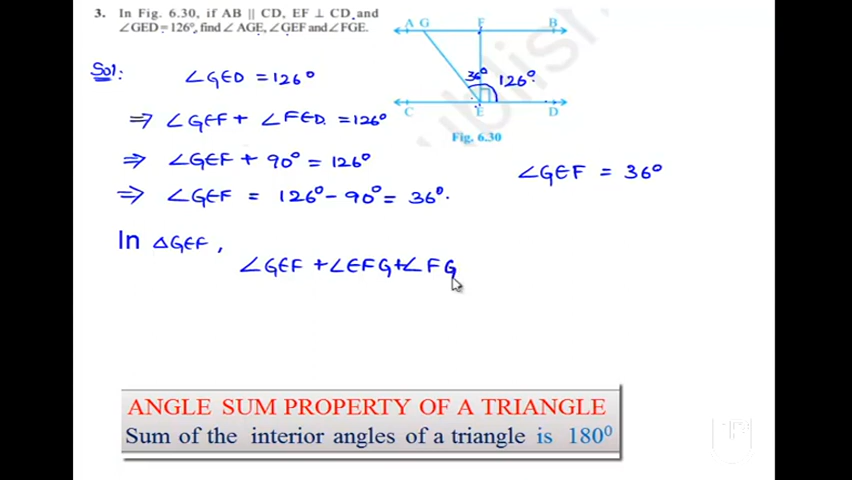 3. In Fig. 6.30, if AB || CD, EF ⊥ CD and
∠GED = 126°, find ∠ AGE, ∠GEF and ∠FGE.
A G F B
36° 126°
C E D
Fig. 6.30
Sol:
∠GED = 126°
⇒ ∠GEF + ∠FED = 126°
⇒ ∠GEF + 90° = 126°
⇒ ∠GEF = 126° - 90° = 36°.
∠GEF = 36°
In △GEF,
∠GEF + ∠EFG + ∠FG
ANGLE SUM PROPERTY OF A TRIANGLE
Sum of the interior angles of a triangle is 180⁰